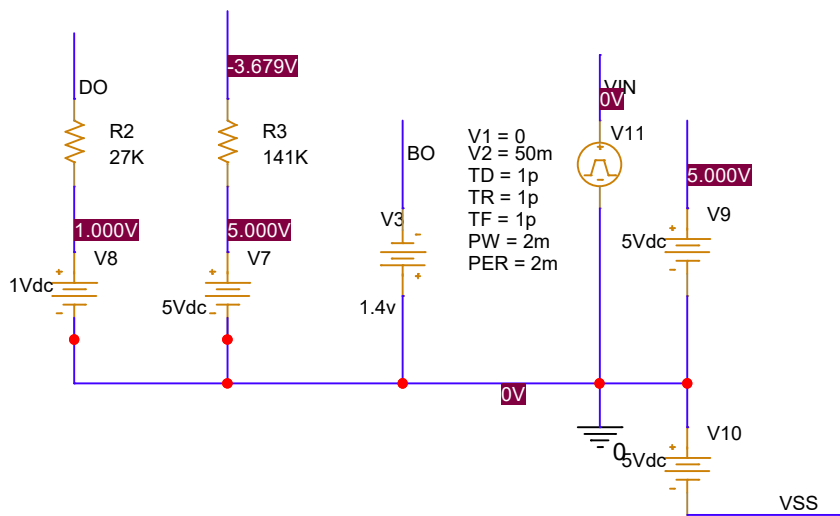 -3.679V
DO
VIN
0V
R2
27K
R3
141K
V11
BO
V1 = 0
V2 = 50m
TD = 1p
TR = 1p
TF = 1p
PW = 2m
PER = 2m
5.000V
1.000V
5.000V
V3
V9
5Vdc
V8
1Vdc
V7
5Vdc
1.4v
0V
V10
0
5Vdc
VSS
+
-
+
-
-
+
+
-
+
-
+
-